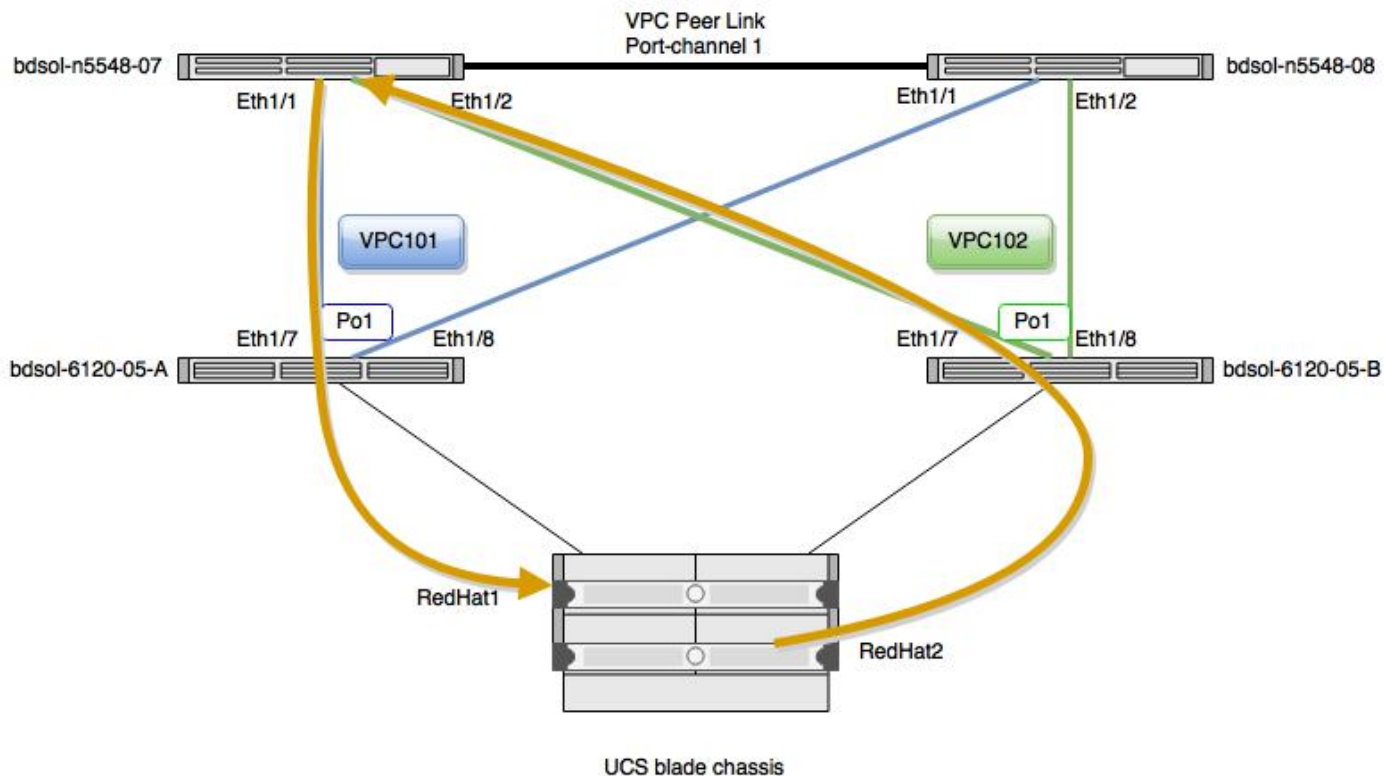 VPC Peer Link
Port-channel 1
bdsol-n5548-07
bdsol-n5548-08
Eth1/1
Eth1/2
Eth1/1
Eth1/2
VPC101
VPC102
Po1
Po1
Eth1/7
Eth1/8
Eth1/7
Eth1/8
bdsol-6120-05-A
bdsol-6120-05-B
RedHat1
RedHat2
UCS blade chassis